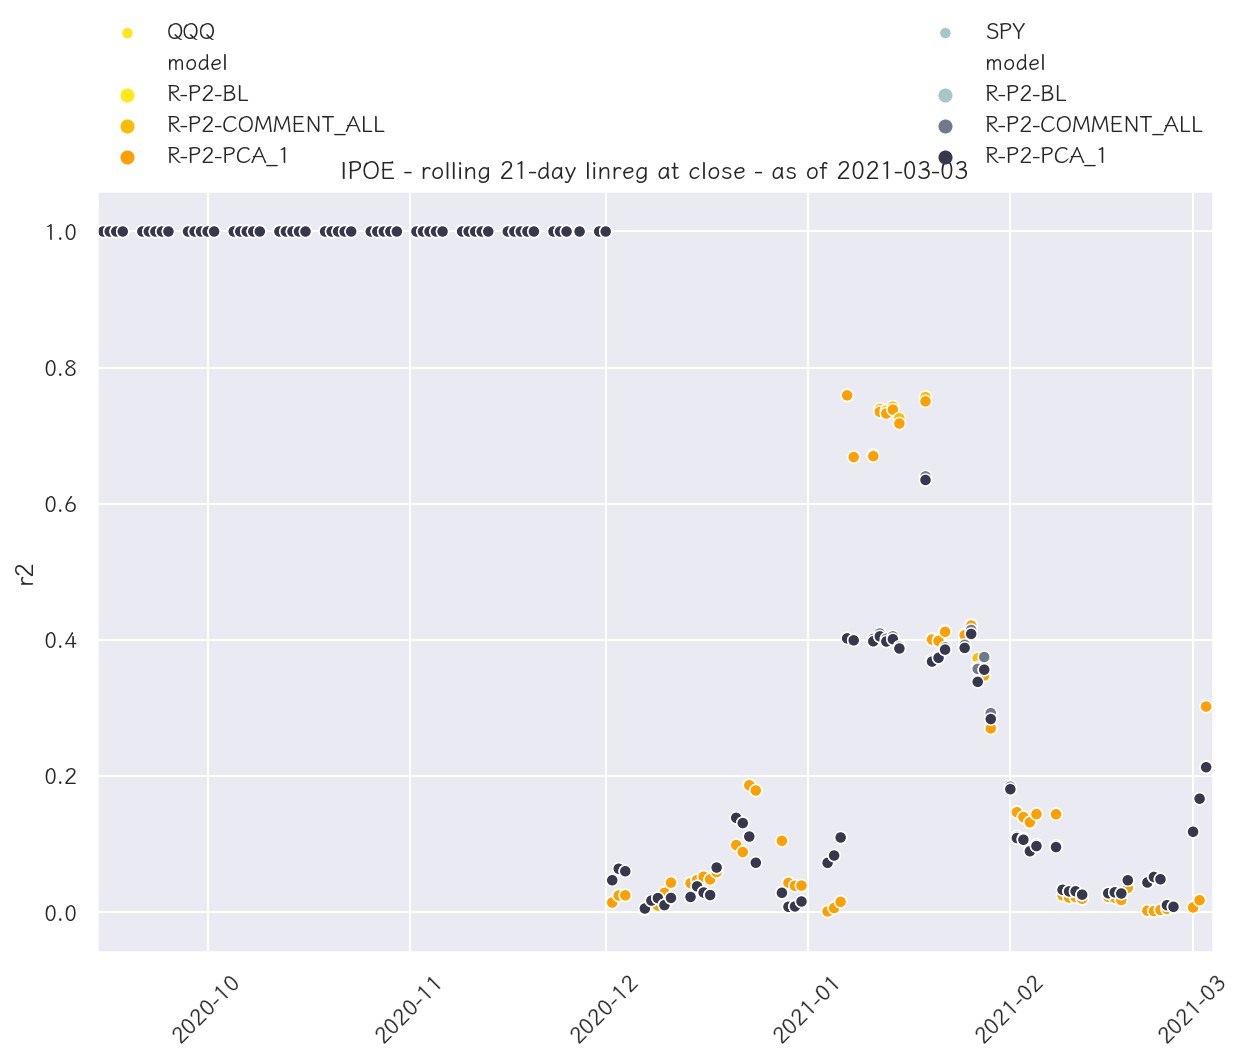 QQQ
model
R-P2-BL
R-P2-COMMENT_ALL
R-P2-PCA_1
SPY
model
R-P2-BL
R-P2-COMMENT_ALL
R-P2-PCA_1
IPOE - rolling 21-day linreg at close - as of 2021-03-03
1.0
0.8
0.6
0.4
0.2
0.0
r2
2020-10
2020-11
2020-12
2021-01
2021-02
2021-03